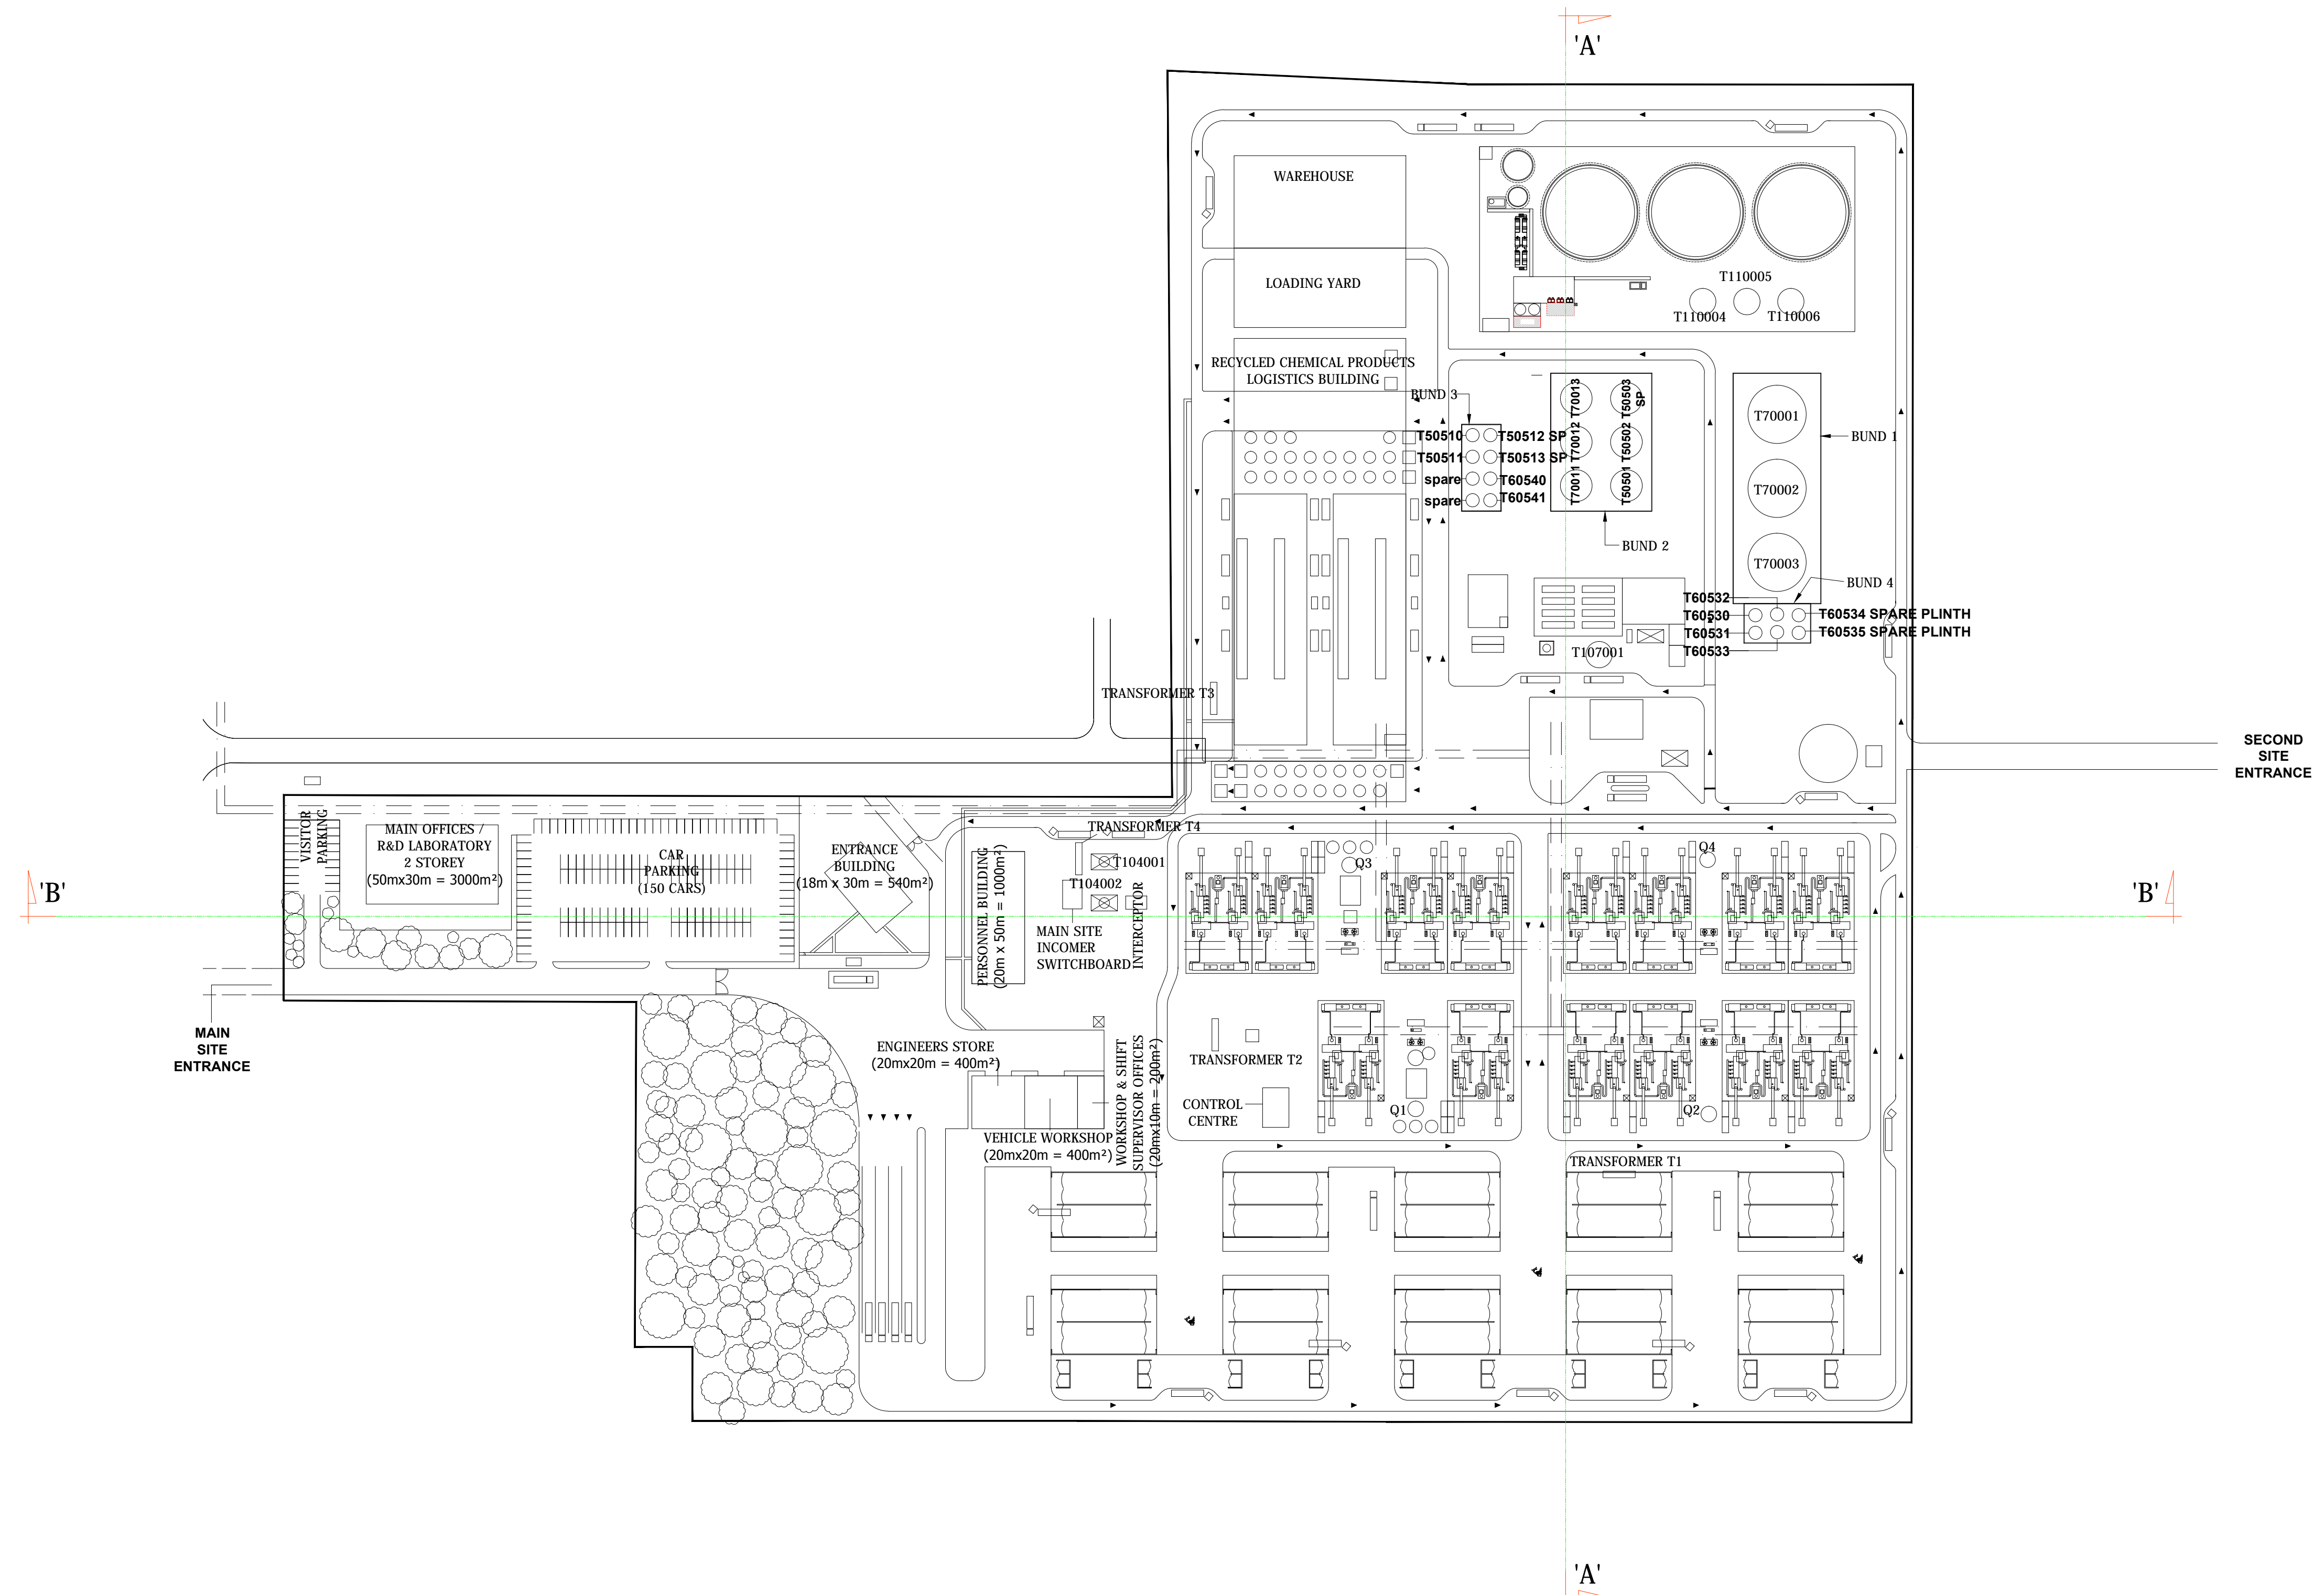 'A'
WAREHOUSE
LOADING YARD
T110005
T110004
T110006
B B B
RECYCLED CHEMICAL PRODUCTS
LOGISTICS BUILDING
BUND 3
T50510
T50512 SP
T50511
T50513 SP
spare
T60540
spare
T60541
T70013
T70012
T70011
T50503
SP
T50502
T50501
BUND 2
T70001
BUND 1
T70002
T70003
BUND 4
T60532
T60530
T60531
T60533
T60534 SPARE PLINTH
T60535 SPARE PLINTH
T107001
TRANSFORMER T3
SECOND
SITE
ENTRANCE
VISITOR
PARKING
MAIN OFFICES /
R&D LABORATORY
2 STOREY
(50mx30m = 3000m²)
CAR
PARKING
(150 CARS)
ENTRANCE
BUILDING
(18m x 30m = 540m²)
PERSONNEL BUILDING
(20m x 50m = 1000m²)
TRANSFORMER T4
T104001
T104002
MAIN SITE
INCOMER
SWITCHBOARD
INTERCEPTOR
Q3
Q4
'B'
'B'
MAIN
SITE
ENTRANCE
ENGINEERS STORE
(20mx20m = 400m²)
VEHICLE WORKSHOP
(20mx20m = 400m²)
WORKSHOP & SHIFT
SUPERVISOR OFFICES
(20mx10m = 200m²)
TRANSFORMER T2
CONTROL
CENTRE
Q1
Q2
TRANSFORMER T1
'A'